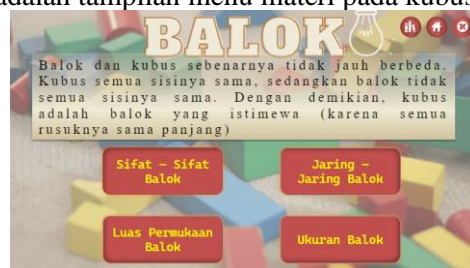 adalah tampilan menu materi pada kubus
BALOK
Balok dan kubus sebenarnya tidak jauh berbeda.
Kubus semua sisinya sama, sedangkan balok tidak
semua sisinya sama. Dengan demikian, kubus
adalah balok yang istimewa (karena semua
rusuknya sama panjang)
Sifat – Sifat
Balok
Jaring –
Jaring Balok
Luas Permukaan
Balok
Ukuran Balok